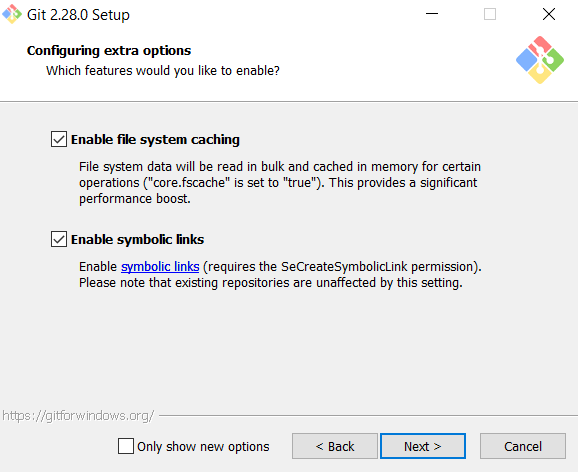 Git 2.28.0 Setup
Configuring extra options
Which features would you like to enable?
Enable file system caching
File system data will be read in bulk and cached in memory for certain
operations ("core.fscache" is set to "true"). This provides a significant
performance boost.
Enable symbolic links
Enable symbolic links (requires the SeCreateSymbolicLink permission).
Please note that existing repositories are unaffected by this setting.
https://gitforwindows.org/
Only show new options
< Back
Next >
Cancel